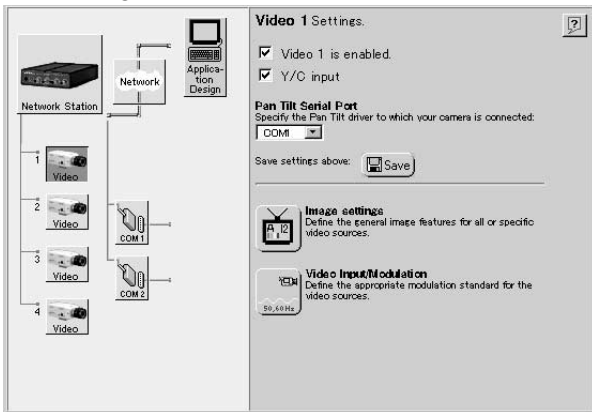 Network Station
Network
Applica-
tion
Design
1
Video
2
Video
3
Video
4
Video
COM 1
COM 2
Video 1 Settings.
?
Video 1 is enabled.
Y/C input
Pan Tilt Serial Port
Specify the Pan Tilt driver to which your camera is connected:
COM1
Save settings above:
Save
Image settings
Define the general image features for all or specific
video sources.
Video Input/Modulation
Define the appropriate modulation standard for the
video sources.
50,60Hz